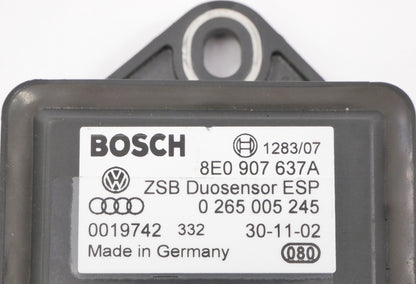 BOSCH 1283/07
8E0 907 637A
ZSB Duosensor ESP
0 265 005 245
0019742 332 30-11-02
Made in Germany 080